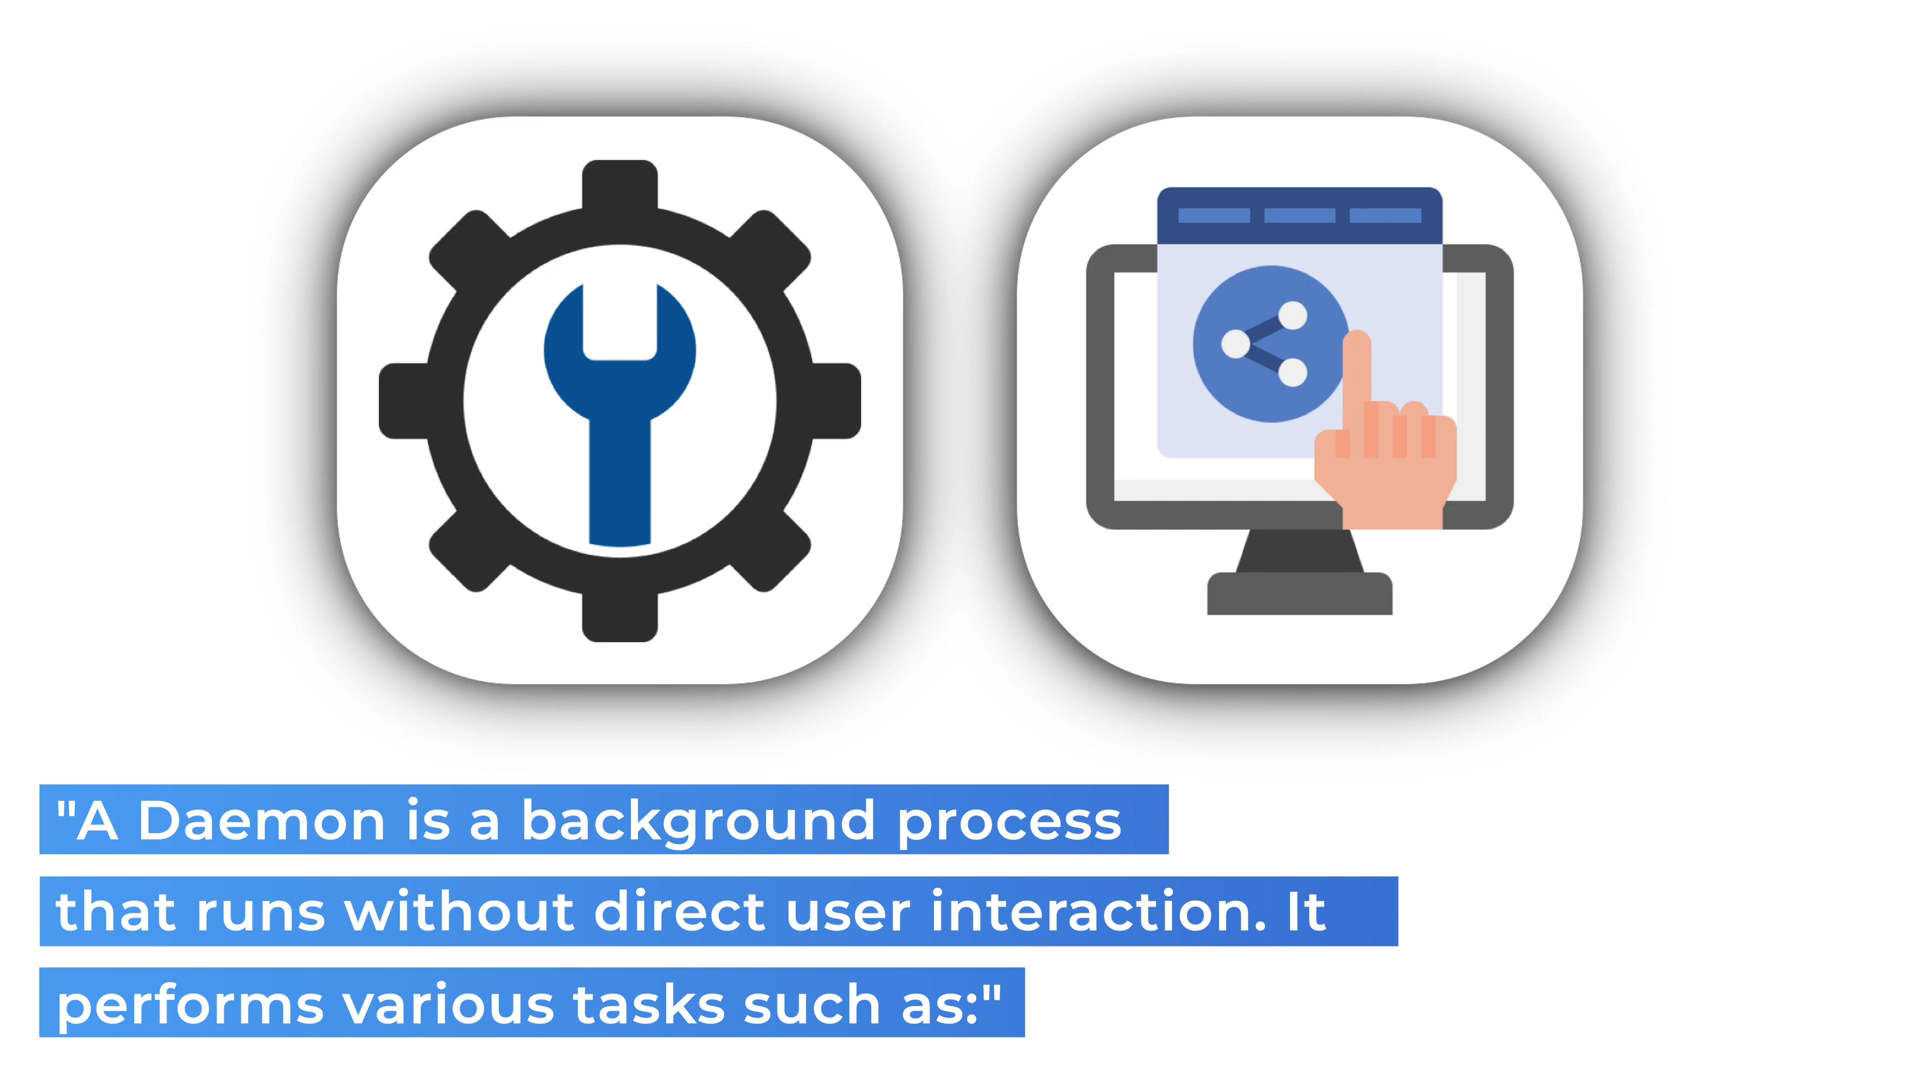 "A Daemon is a background process
that runs without direct user interaction. It
performs various tasks such as:"